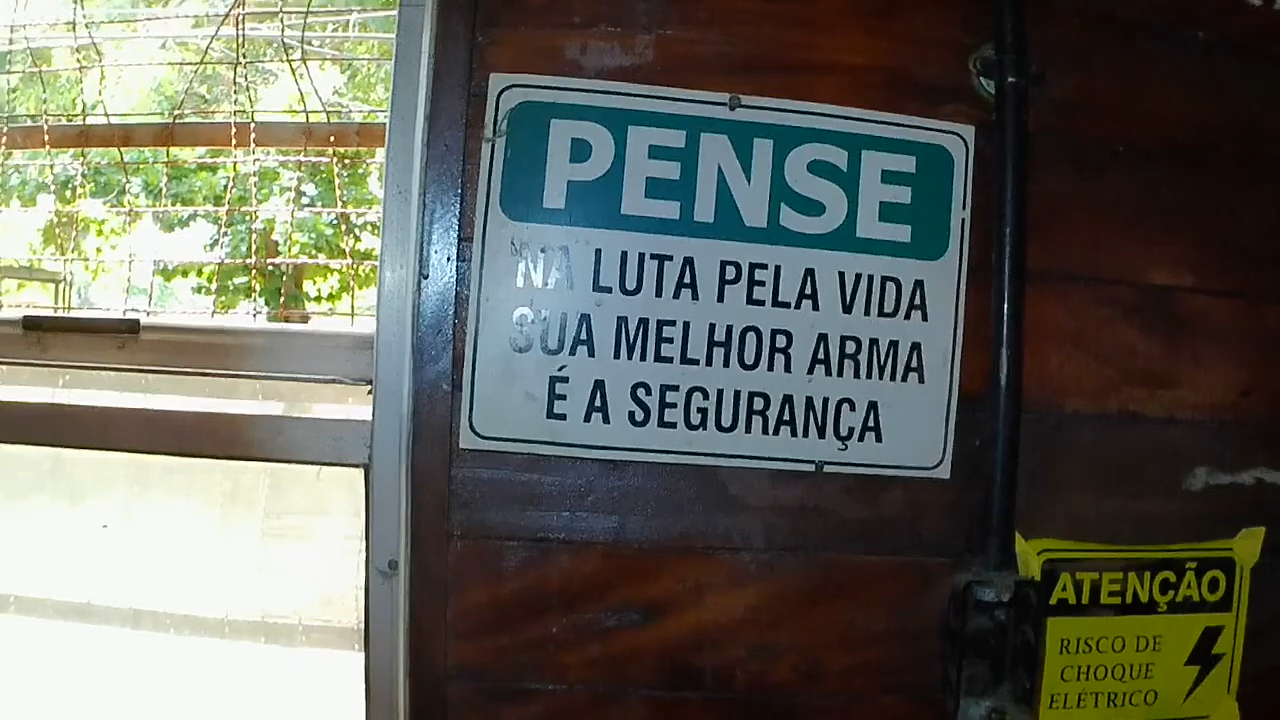 PENSE
NA LUTA PELA VIDA
SUA MELHOR ARMA
É A SEGURANÇA
ATENÇÃO
RISCO DE
CHOQUE
ELÉTRICO